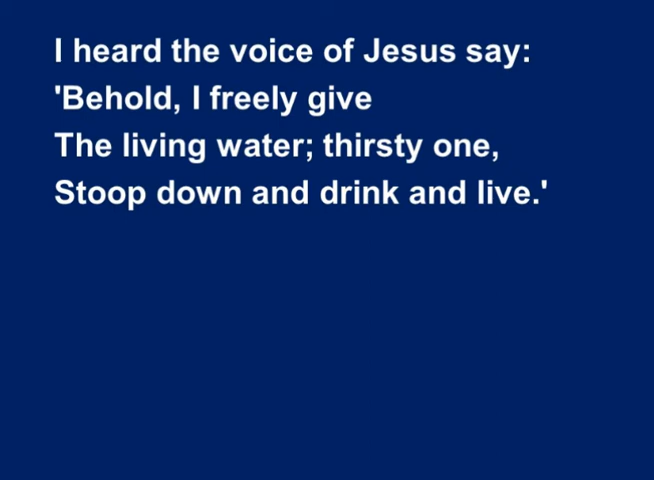 I heard the voice of Jesus say:
'Behold, I freely give
The living water; thirsty one,
Stoop down and drink and live.'